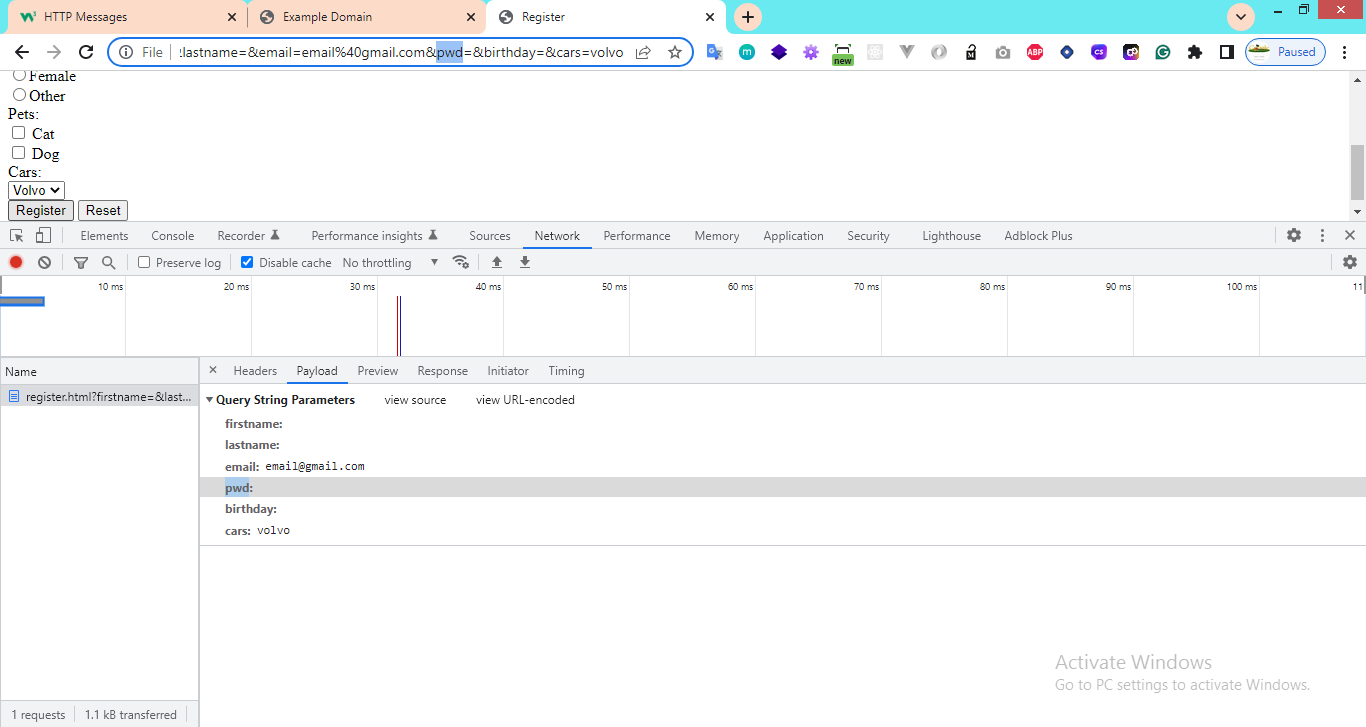 HTTP Messages
Example Domain
Register
File
:lastname=&email=email%40gmail.com&pwd=&birthday=&cars=volvo
new
ABP
CS
Paused
Female
Other
Pets:
Cat
Dog
Cars:
Volvo
Register Reset
Elements Console Recorder Performance insights Sources Network Performance Memory Application Security Lighthouse Adblock Plus
Preserve log Disable cache No throttling
10 ms 20 ms 30 ms 40 ms 50 ms 60 ms 70 ms 80 ms 90 ms 100 ms 11
Name
Headers Payload Preview Response Initiator Timing
register.html?firstname=&last...
Query String Parameters view source view URL-encoded
firstname:
lastname:
email: email@gmail.com
pwd:
birthday:
cars: volvo
Activate Windows
Go to PC settings to activate Windows.
1 requests 1.1 kB transferred